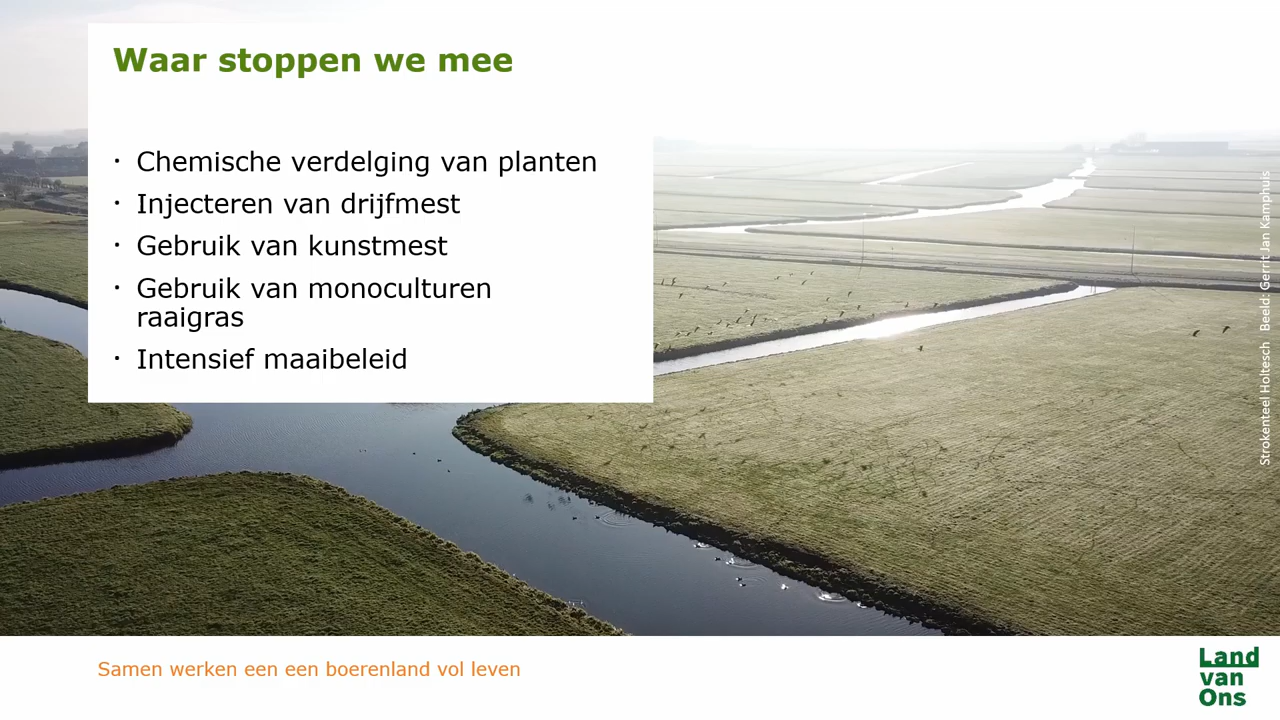 Waar stoppen we mee
· Chemische verdelging van planten
· Injecteren van drijfmest
· Gebruik van kunstmest
· Gebruik van monoculturen
raaigras
· Intensief maaibeleid
Strokenteel Holtesch Beeld: Gerrit Jan Kamphuis
Samen werken een een boerenland vol leven
Land
van
Ons